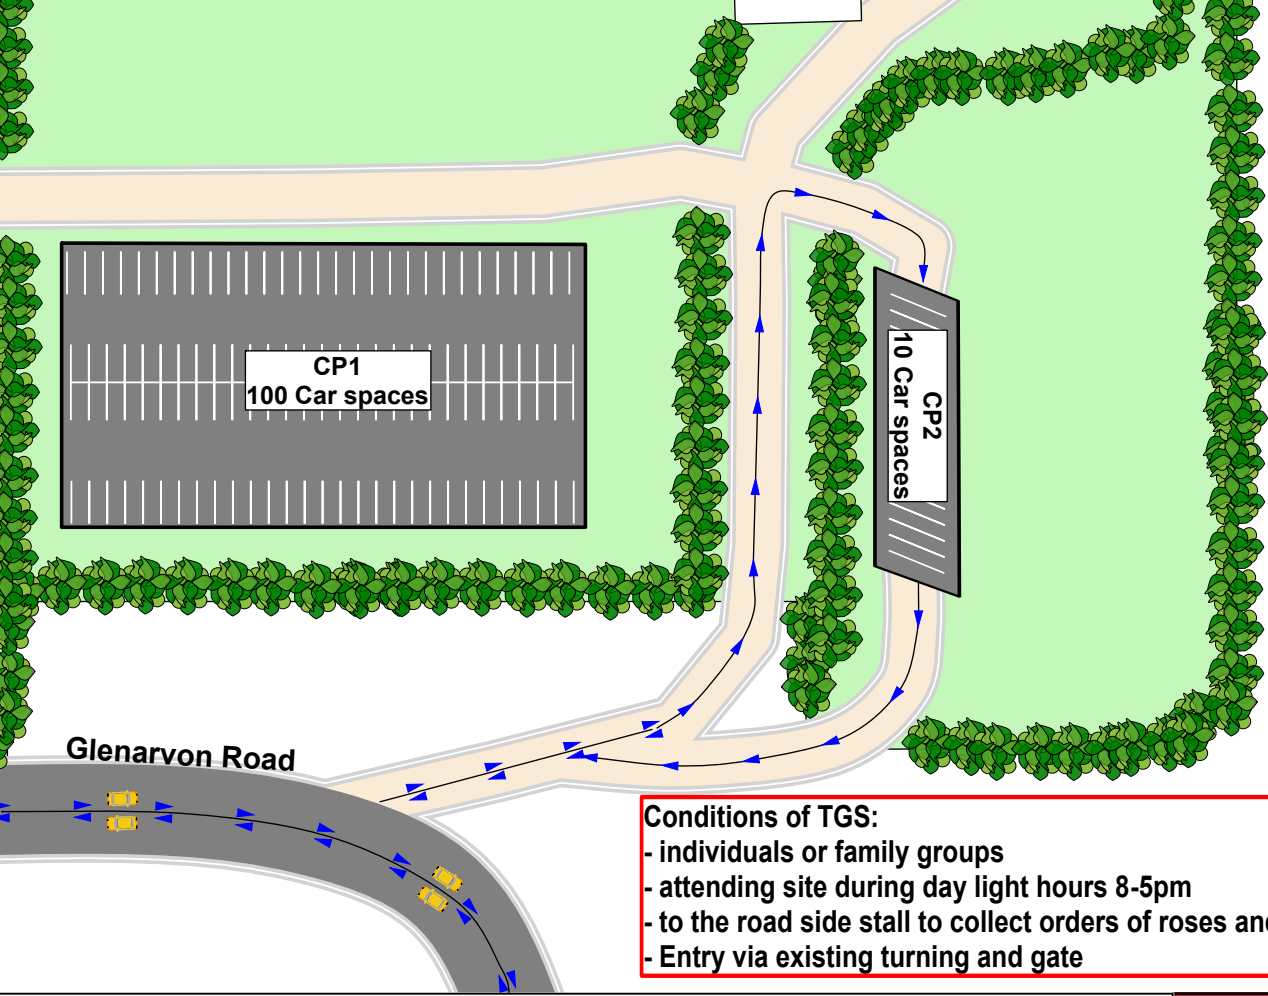 CP1
100 Car spaces
CP2
10 Car spaces
Glenarvon Road
Conditions of TGS:
- individuals or family groups
- attending site during day light hours 8-5pm
- to the road side stall to collect orders of roses and
- Entry via existing turning and gate